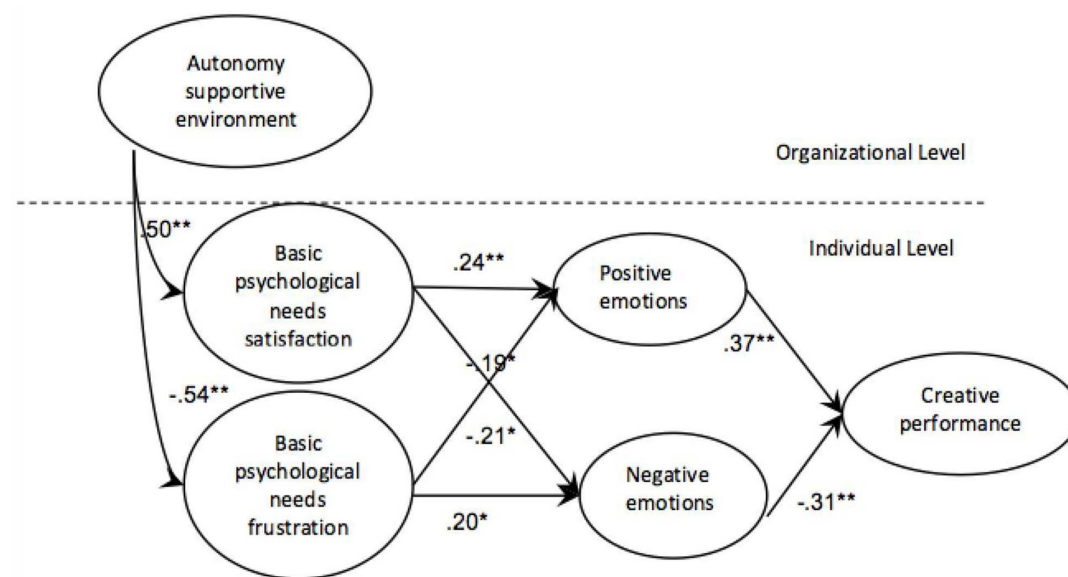 Autonomy
supportive
environment
Organizational Level
.50**
Individual Level
Basic
psychological
needs
satisfaction
.24**
Positive
emotions
-.19*
.37**
-.54**
Creative
performance
-.21*
Basic
psychological
needs
frustration
.20*
Negative
emotions
-.31**